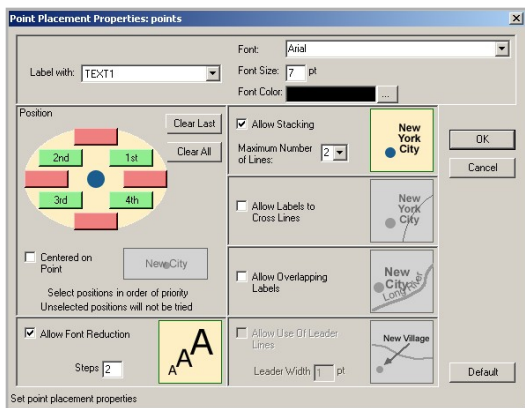 Point Placement Properties: points
Label with: TEXT1
Font: Arial
Font Size: 7 pt
Font Color: ...
Position
Clear Last
Clear All
2nd 1st
3rd 4th
Centered on
Point
New City
Select positions in order of priority
Unselected positions will not be tried
Allow Font Reduction
Steps 2
A A A
Allow Stacking
Maximum Number
of Lines: 2
New
York
City
Allow Labels to
Cross Lines
New
York
City
Allow Overlapping
Labels
New
City
Long River
Allow Use Of Leader
Lines
Leader Width 1 pt
New Village
OK
Cancel
Default
Set point placement properties